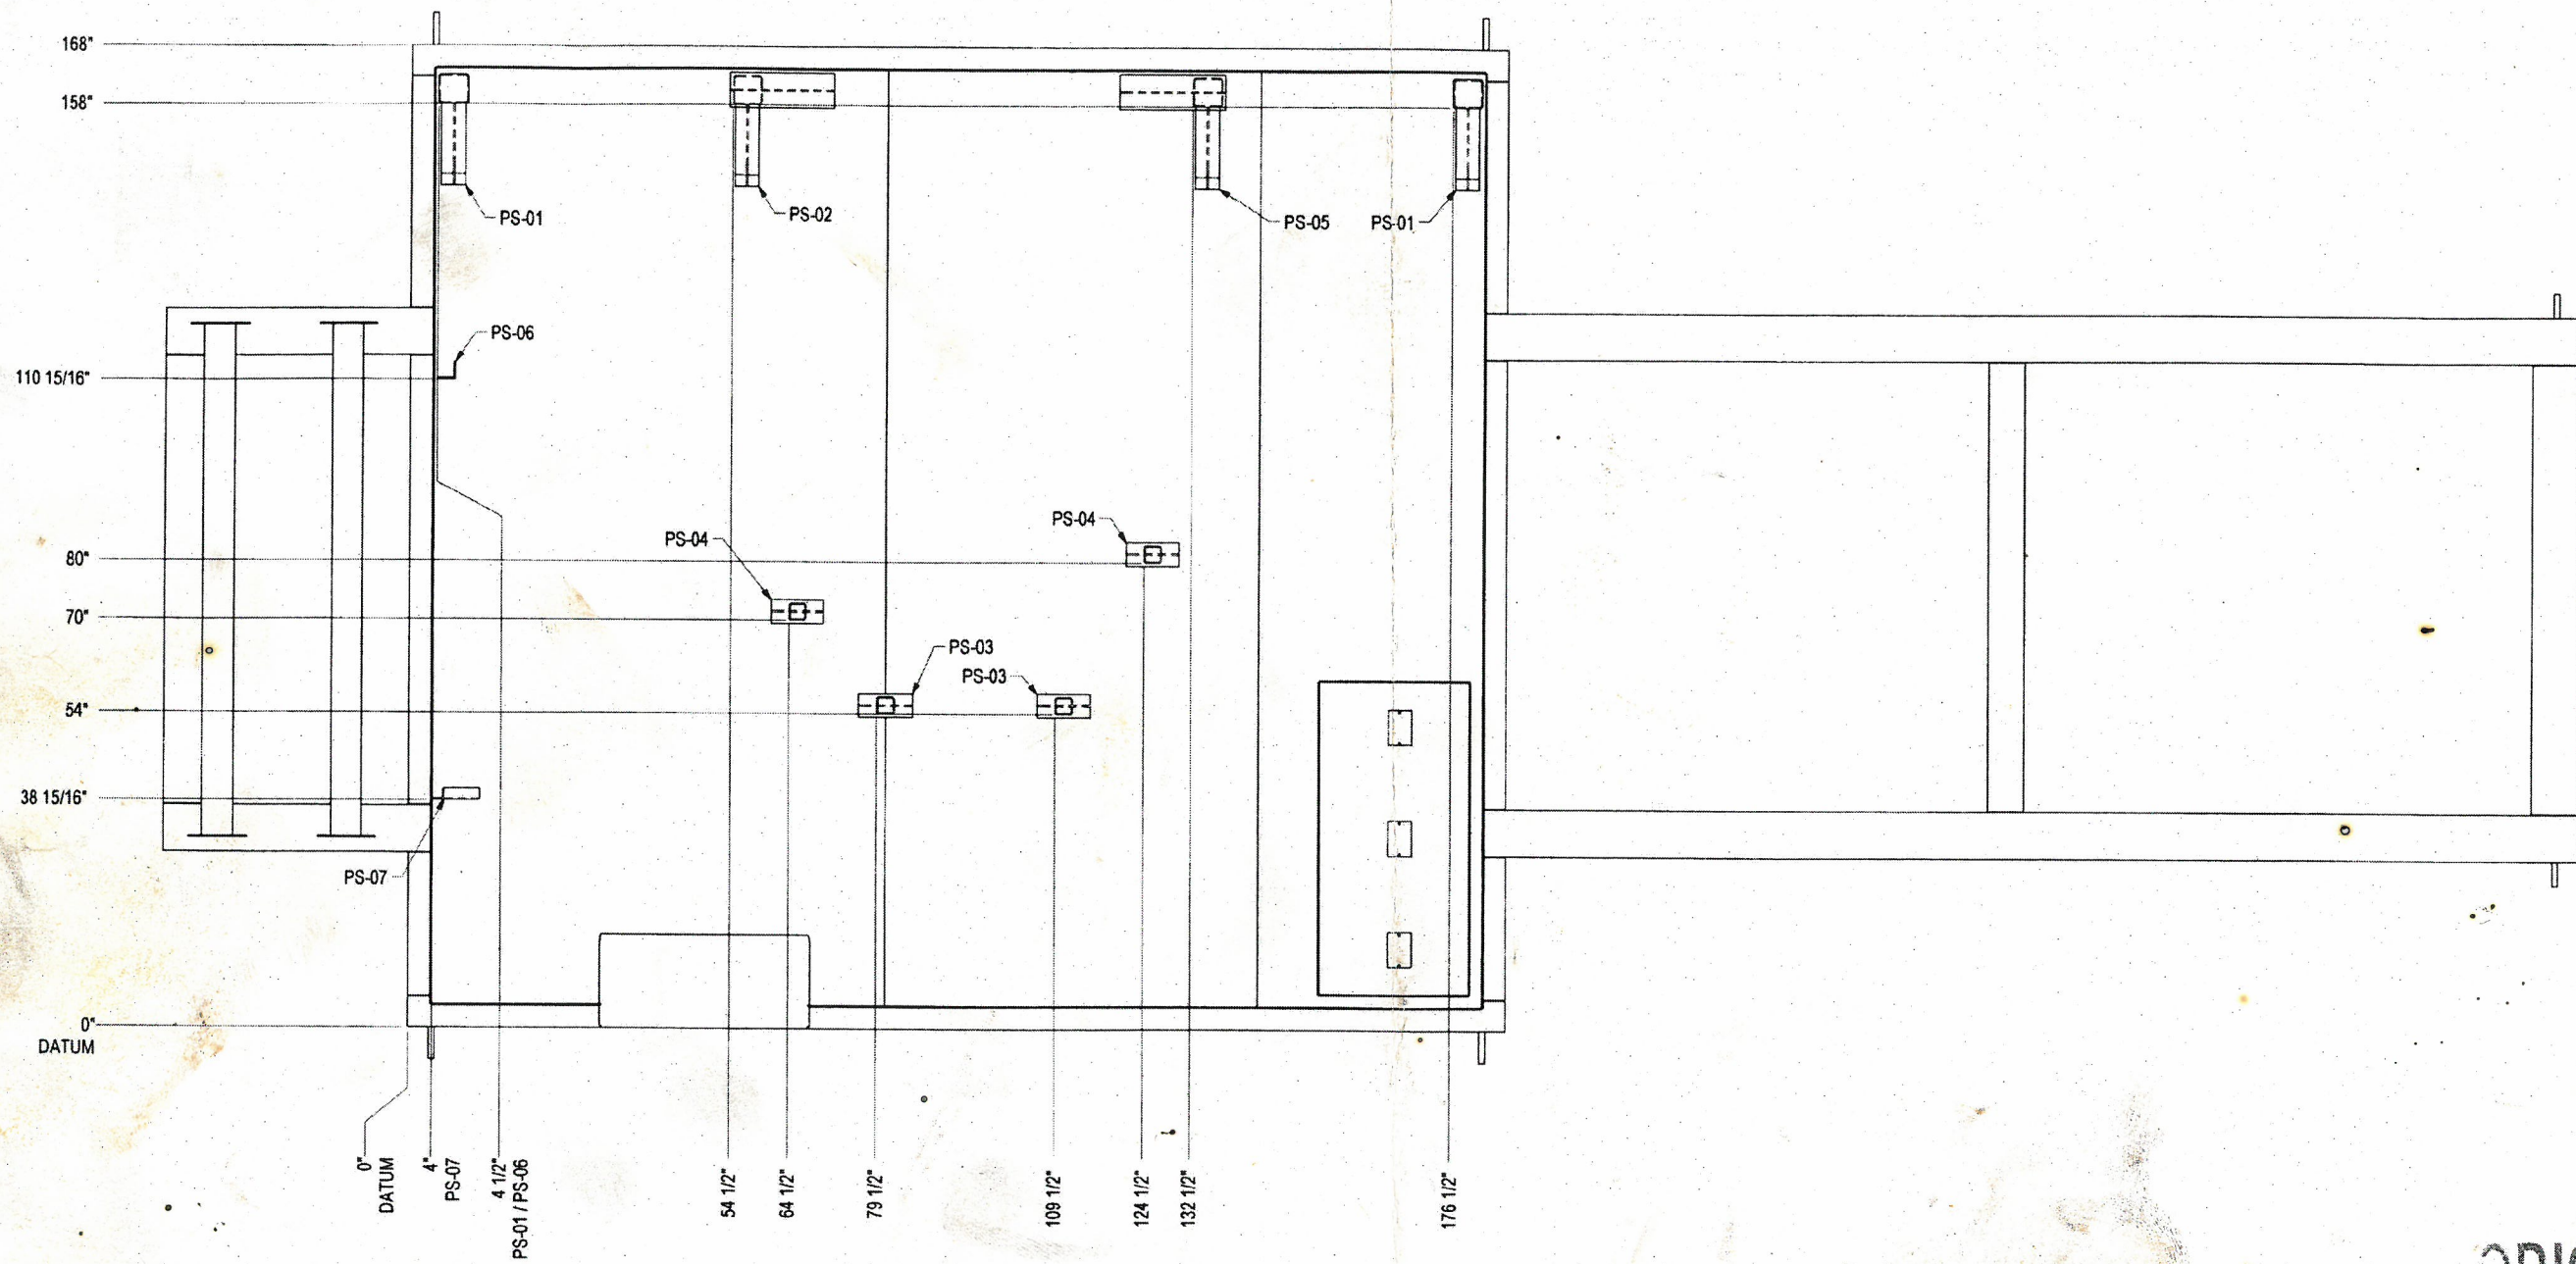 168"
158"
PS-01
PS-02
PS-05
PS-01
PS-06
110 15/16"
PS-04
PS-04
80"
70"
PS-03
PS-03
54"
38 15/16"
PS-07
0"
DATUM
0"
DATUM
4"
PS-07
4 1/2"
PS-01 / PS-06
54 1/2"
64 1/2"
79 1/2"
109 1/2"
124 1/2"
132 1/2"
176 1/2"